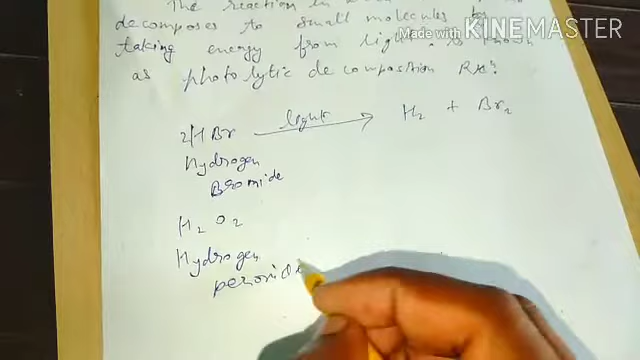 Made with KINEMASTER
The reaction in
decomposes to small molecules by
taking energy from light is known
as photolytic decomposition Rxn
2HBr light H2 + Br2
Hydrogen
Bromide
H2O2
Hydrogen
peroxide